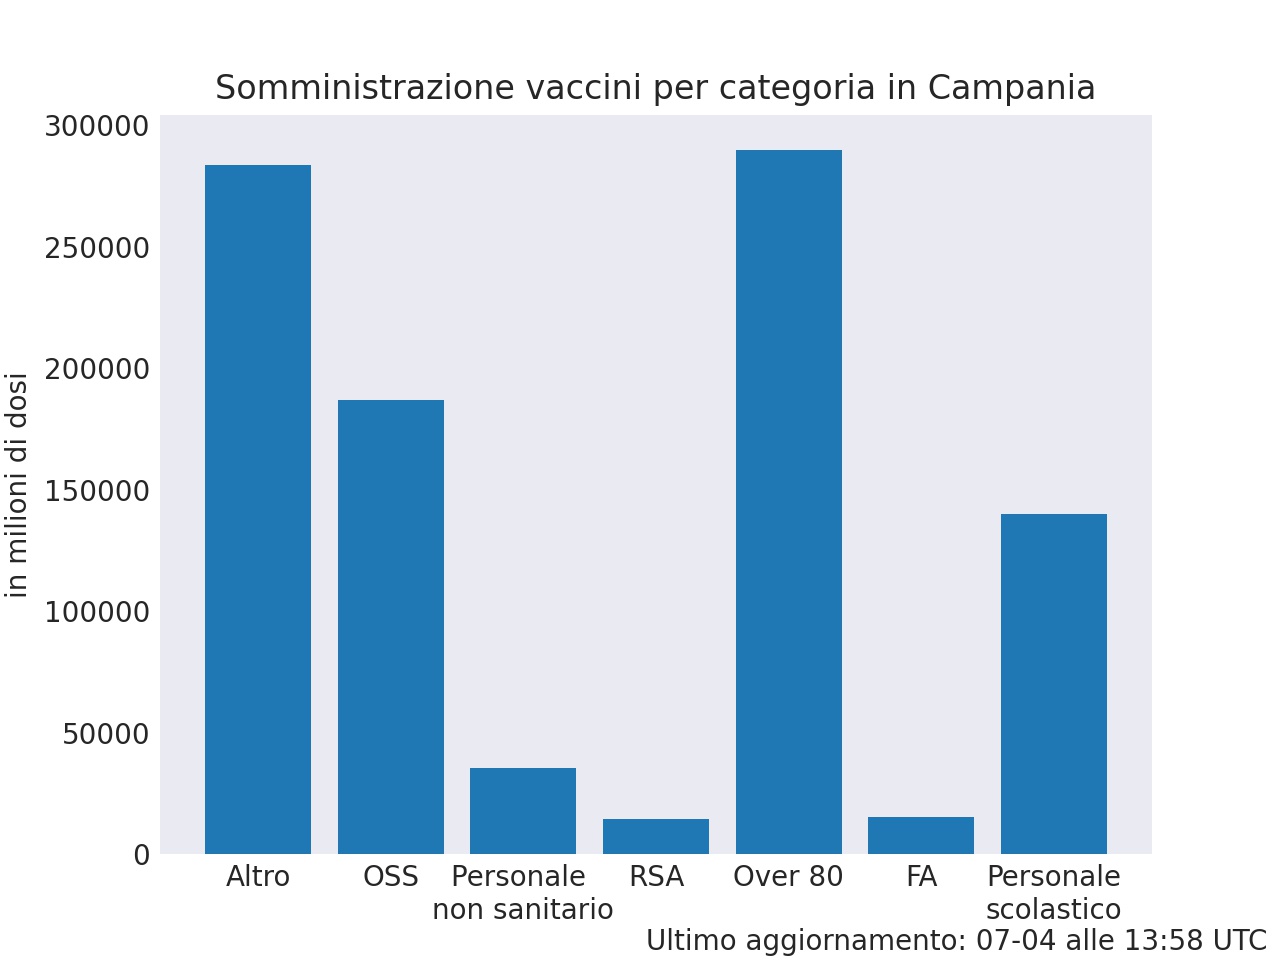 Somministrazione vaccini per categoria in Campania
in milioni di dosi
300000
250000
200000
150000
100000
50000
0
Altro
OSS
Personale
non sanitario
RSA
Over 80
FA
Personale
scolastico
Ultimo aggiornamento: 07-04 alle 13:58 UTC